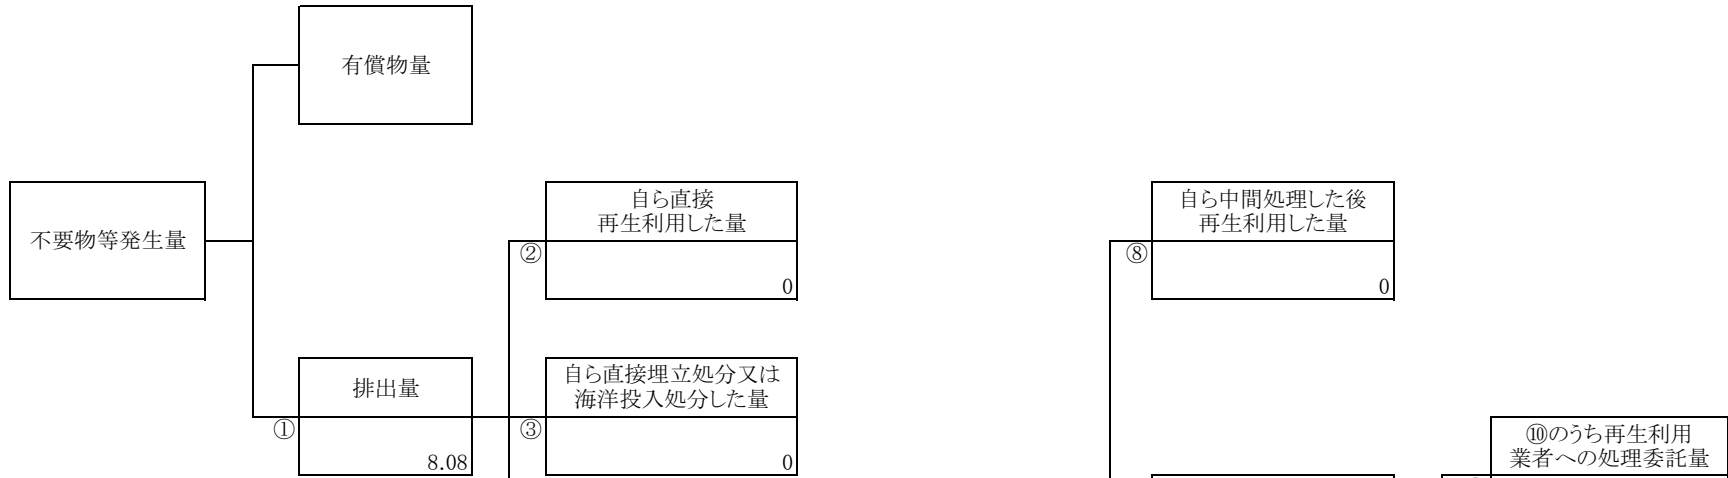 有償物量
不要物等発生量
自ら直接
再生利用した量
②
0
自ら中間処理した後
再生利用した量
⑧
0
排出量
①
8.08
自ら直接埋立処分又は
海洋投入処分した量
③
0
⑩のうち再生利用
業者への処理委託量